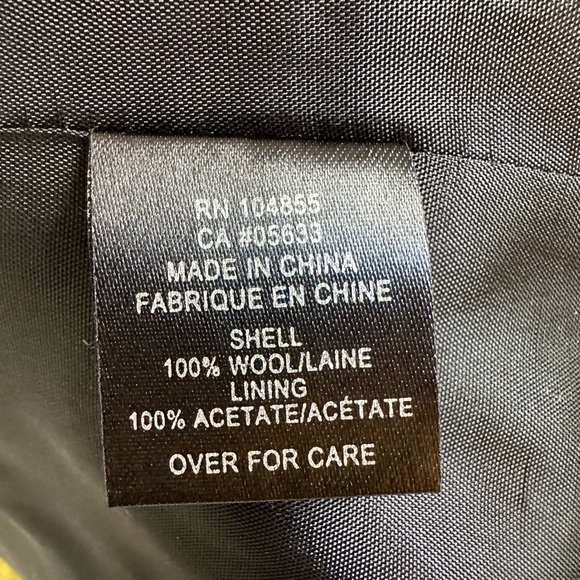 RN 104855
CA #05633
MADE IN CHINA
FABRIQUE EN CHINE
SHELL
100% WOOL/LAINE
LINING
100% ACETATE/ACÉTATE
OVER FOR CARE